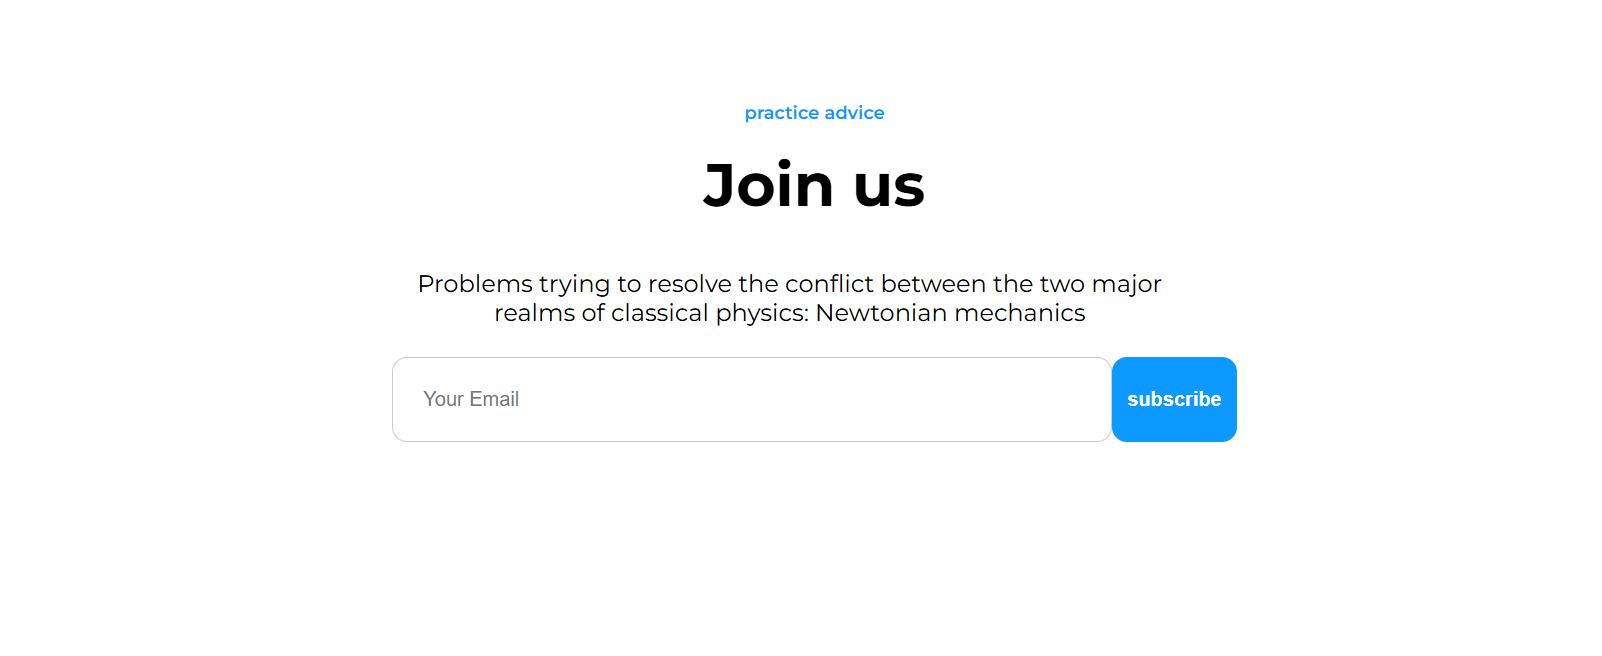 practice advice
Join us
Problems trying to resolve the conflict between the two major
realms of classical physics: Newtonian mechanics
Your Email
subscribe